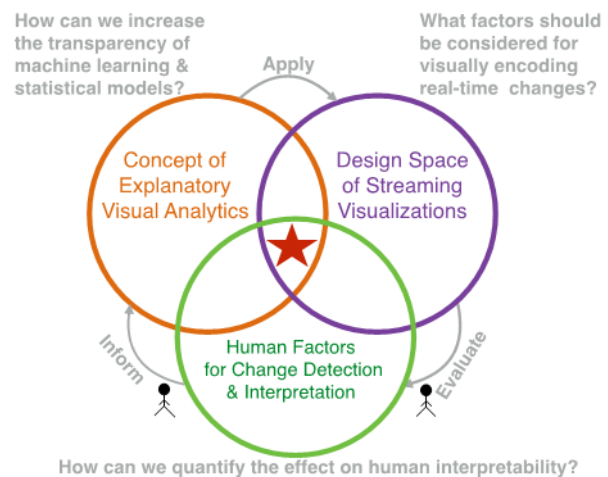 How can we increase
the transparency of
machine learning &
statistical models?
What factors should
be considered for
visually encoding
real-time changes?
Apply
Concept of
Explanatory
Visual Analytics
Design Space
of Streaming
Visualizations
Human Factors
for Change Detection
& Interpretation
Inform
Evaluate
How can we quantify the effect on human interpretability?